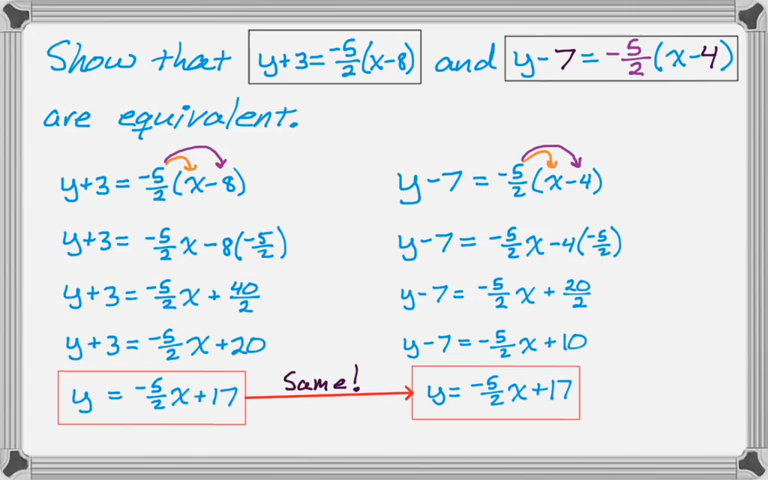 Show that y+3=-5/2(x-8) and y-7=-5/2(x-4)
are equivalent.
y+3=-5/2(x-8)
y+3=-5/2x-8(-5/2)
y+3=-5/2x+40/2
y+3=-5/2x+20
y=-5/2x+17
Same!
y-7=-5/2(x-4)
y-7=-5/2x-4(-5/2)
y-7=-5/2x+20/2
y-7=-5/2x+10
y=-5/2x+17